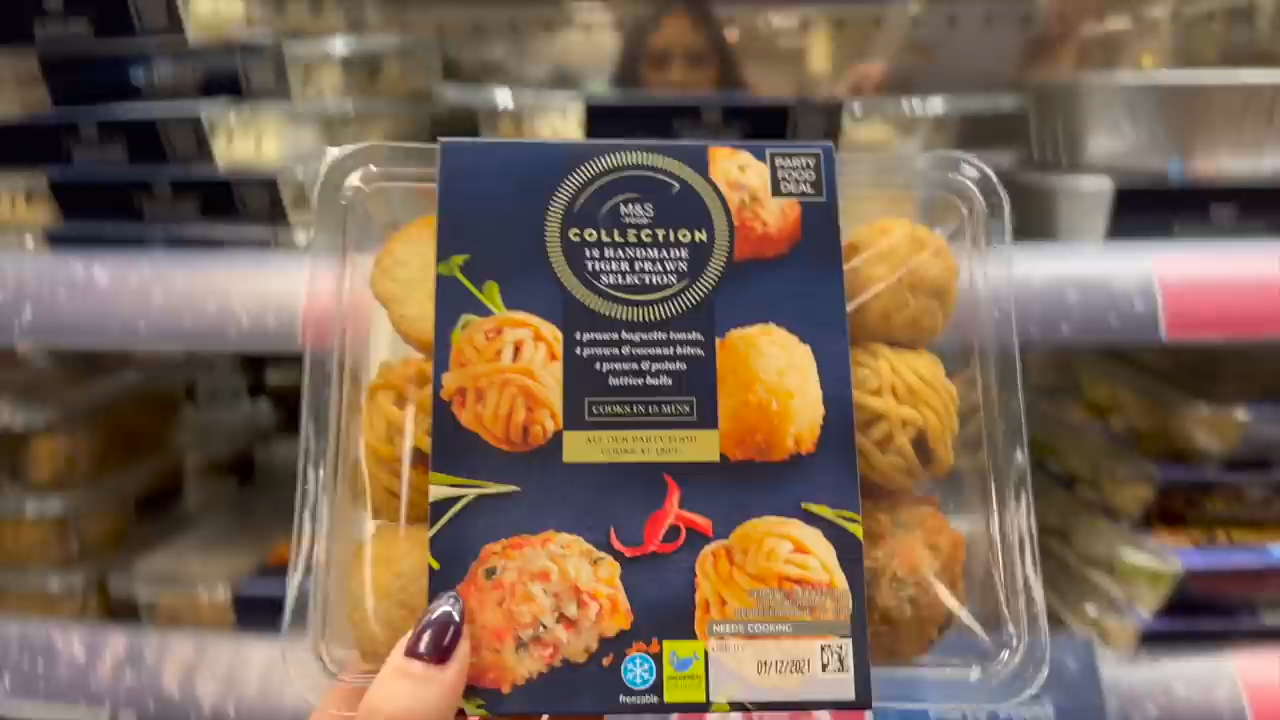 PARTY
FOOD
DEAL
M&S
FOOD
COLLECTION
12 HANDMADE
TIGER PRAWN
SELECTION
4 prawn baguette toasts,
4 prawn & coconut bites,
4 prawn & potato
lattice balls
COOKS IN 15 MINS
ALL OUR PARTY FOOD
COOKS AT
NEEDS COOKING
USE BY
01/12/2021
freezable